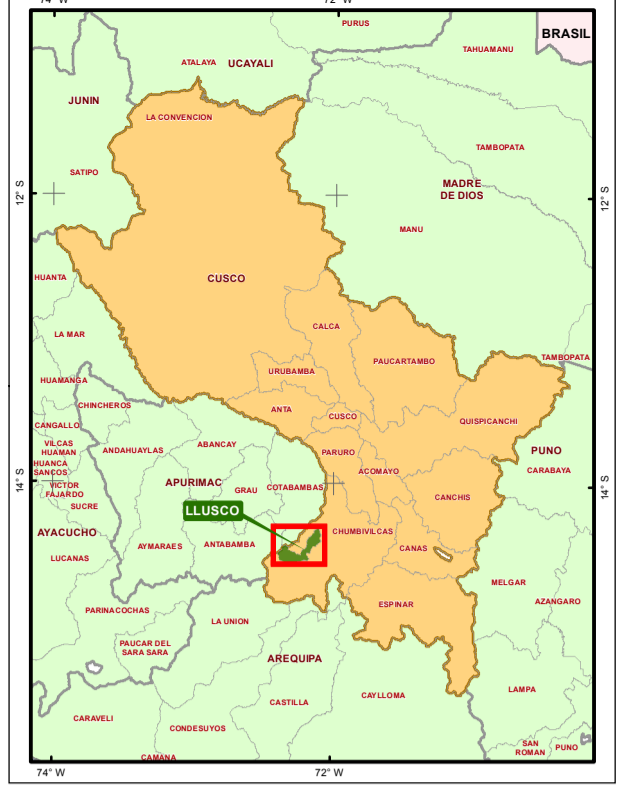 74° W
72° W
PURUS
BRASIL
TAHUAMANU
ATALAYA
UCAYALI
JUNIN
LA CONVENCION
TAMBOPATA
SATIPO
MADRE
DE DIOS
12° S
12° S
MANU
HUANTA
CUSCO
CALCA
LA MAR
PAUCARTAMBO
TAMBOPATA
URUBAMBA
HUAMANGA
CHINCHEROS
ANTA
CUSCO
QUISPICANCHI
CANGALLO
VILCAS
HUAMAN
ANDAHUAYLAS
ABANCAY
PARURO
PUNO
HUANCA
SANCOS
ACOMAYO
CARABAYA
14° S
14° S
APURIMAC
GRAU
COTABAMBAS
VICTOR
FAJARDO
CANCHIS
SUCRE
LLUSCO
AYACUCHO
CHUMBIVILCAS
AYMARAES
ANTABAMBA
CANAS
LUCANAS
MELGAR
PARINACOCHAS
ESPINAR
AZANGARO
LA UNION
PAUCAR DEL
SARA SARA
AREQUIPA
LAMPA
CAYLLOMA
CASTILLA
CARAVELI
CONDESUYOS
SAN
ROMAN
PUNO
CAMANA
74° W
72° W